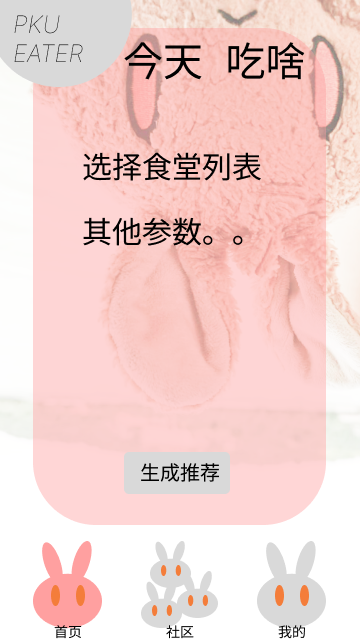 PKU
EATER
今天 吃啥
选择食堂列表
其他参数。。
生成推荐
首页 社区 我的